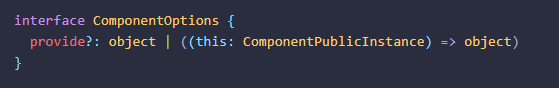 interface ComponentOptions {
  provide?: object | ((this: ComponentPublicInstance) => object)
}